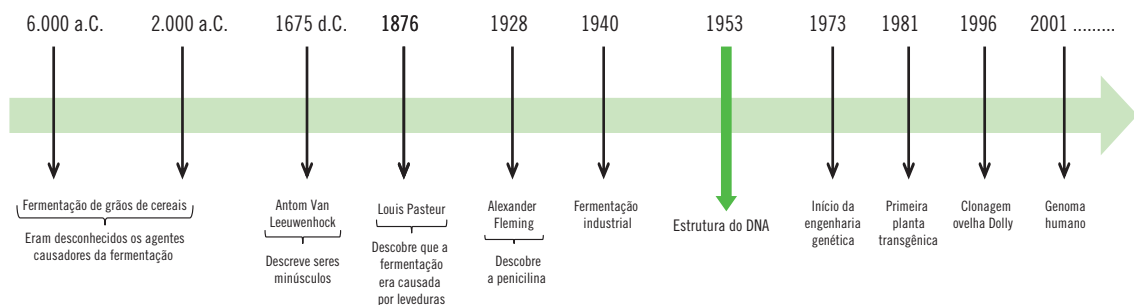 6.000 a.C.
2.000 a.C.
1675 d.C.
1876
1928
1940
1953
1973
1981
1996
2001 .........
Fermentação de grãos de cereais
Eram desconhecidos os agentes
causadores da fermentação
Antom Van
Leeuwenhock
Descreve seres
minúsculos
Louis Pasteur
Descobre que a
fermentação
era causada
por leveduras
Alexander
Fleming
Descobre
a penicilina
Fermentação
industrial
Estrutura do DNA
Início da
engenharia
genética
Primeira
planta
transgênica
Clonagem
ovelha Dolly
Genoma
humano